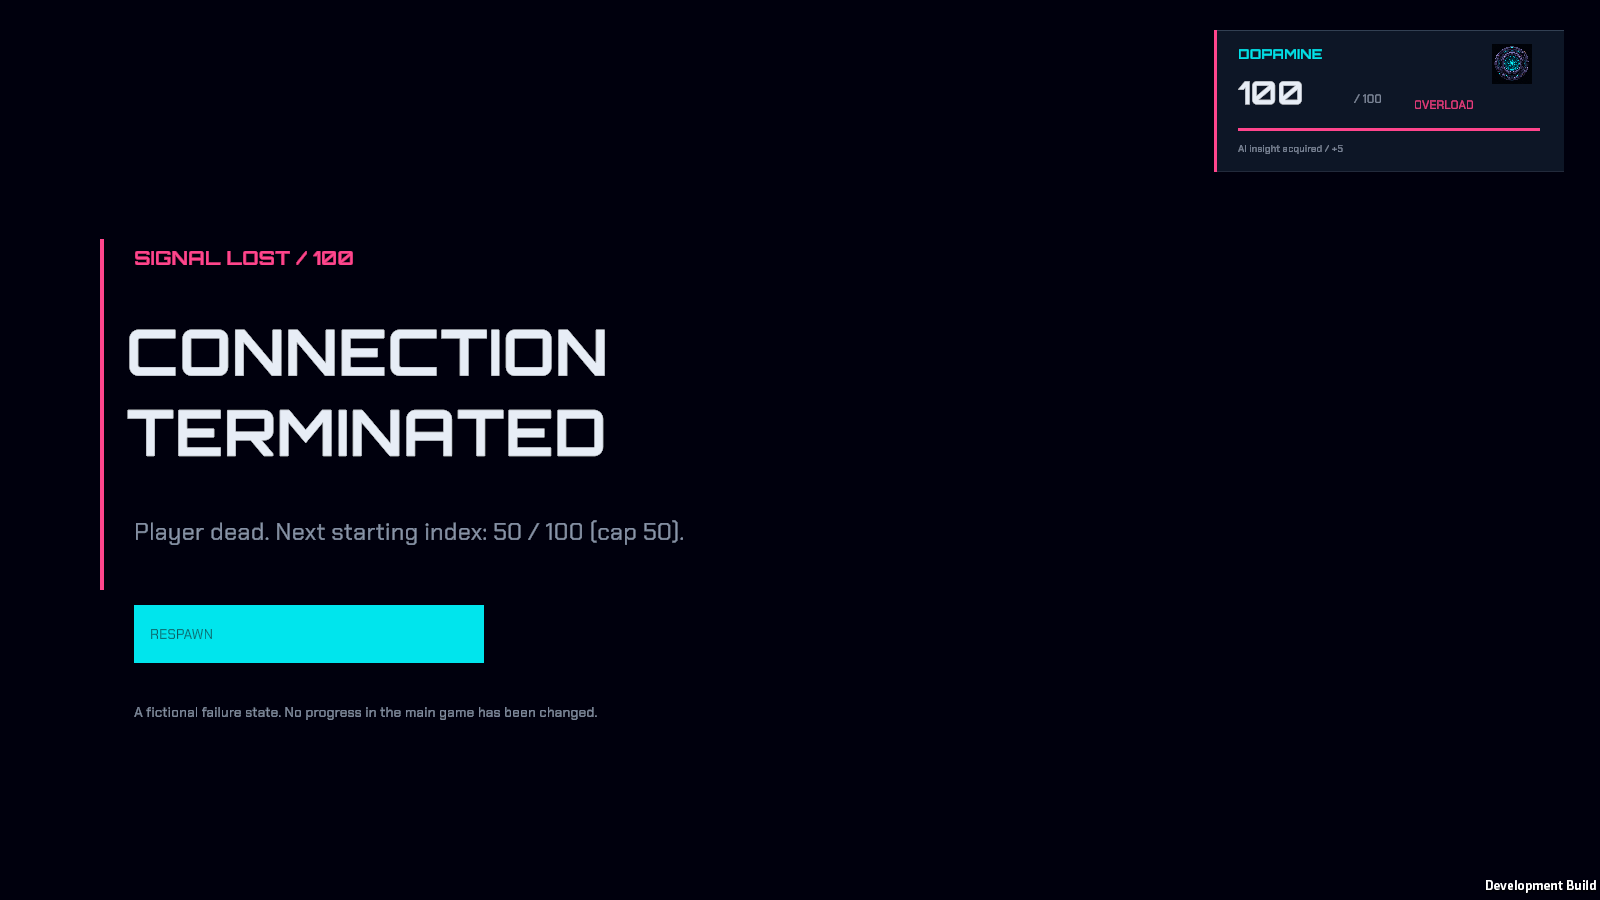 DOPAMINE
100 / 100 OVERLOAD
AI insight acquired / +5
SIGNAL LOST / 100
CONNECTION
TERMINATED
Player dead. Next starting index: 50 / 100 (cap 50).
RESPAWN
A fictional failure state. No progress in the main game has been changed.
Development Build